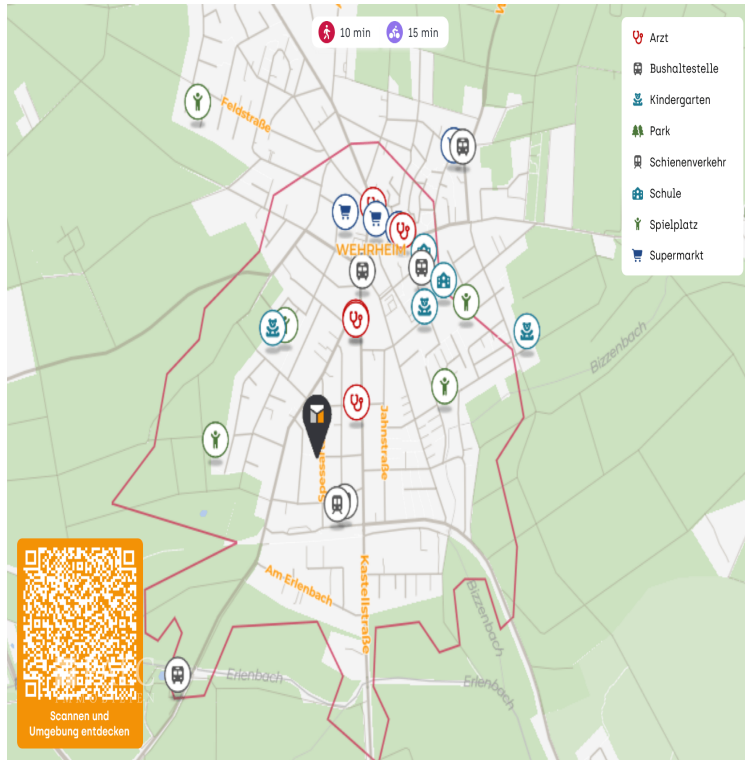 10 min
15 min
Arzt
Bushaltestelle
Kindergarten
Park
Schienenverkehr
Schule
Spielplatz
Supermarkt
Feldstraße
WEHRHEIM
Bizzenbach
Jahnstraße
Am-Erlenbach
Kastellstraße
Bizzenbach
Erlenbach
Erlenbach
Scannen und
Umgebung entdecken